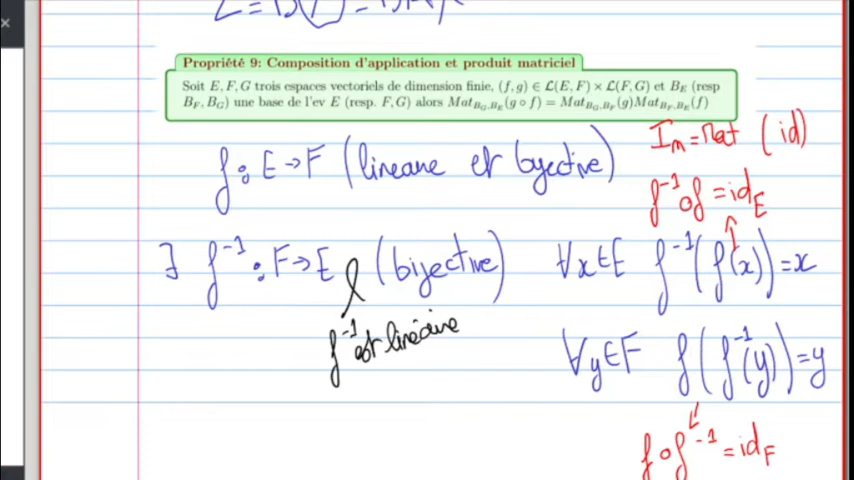 Propriété 9: Composition d'application et produit matriciel
Soit E, F, G trois espaces vectoriels de dimension finie, (f, g) ∈ 𝓛(E, F) × 𝓛(F, G) et B_E (resp
B_F, B_G) une base de l'ev E (resp. F, G) alors Mat_{B_G,B_E}(g ∘ f) = Mat_{B_G,B_F}(g)Mat_{B_F,B_E}(f)
I_n = Mat (id)
f : E → F (linéaire et byective)
f⁻¹ o f = id_E
∃ f⁻¹ : F → E (bijective) ∀x ∈ E f⁻¹(f(x)) = x
f⁻¹ est linéaire
∀y ∈ F f(f⁻¹(y)) = y
f o f⁻¹ = id_F